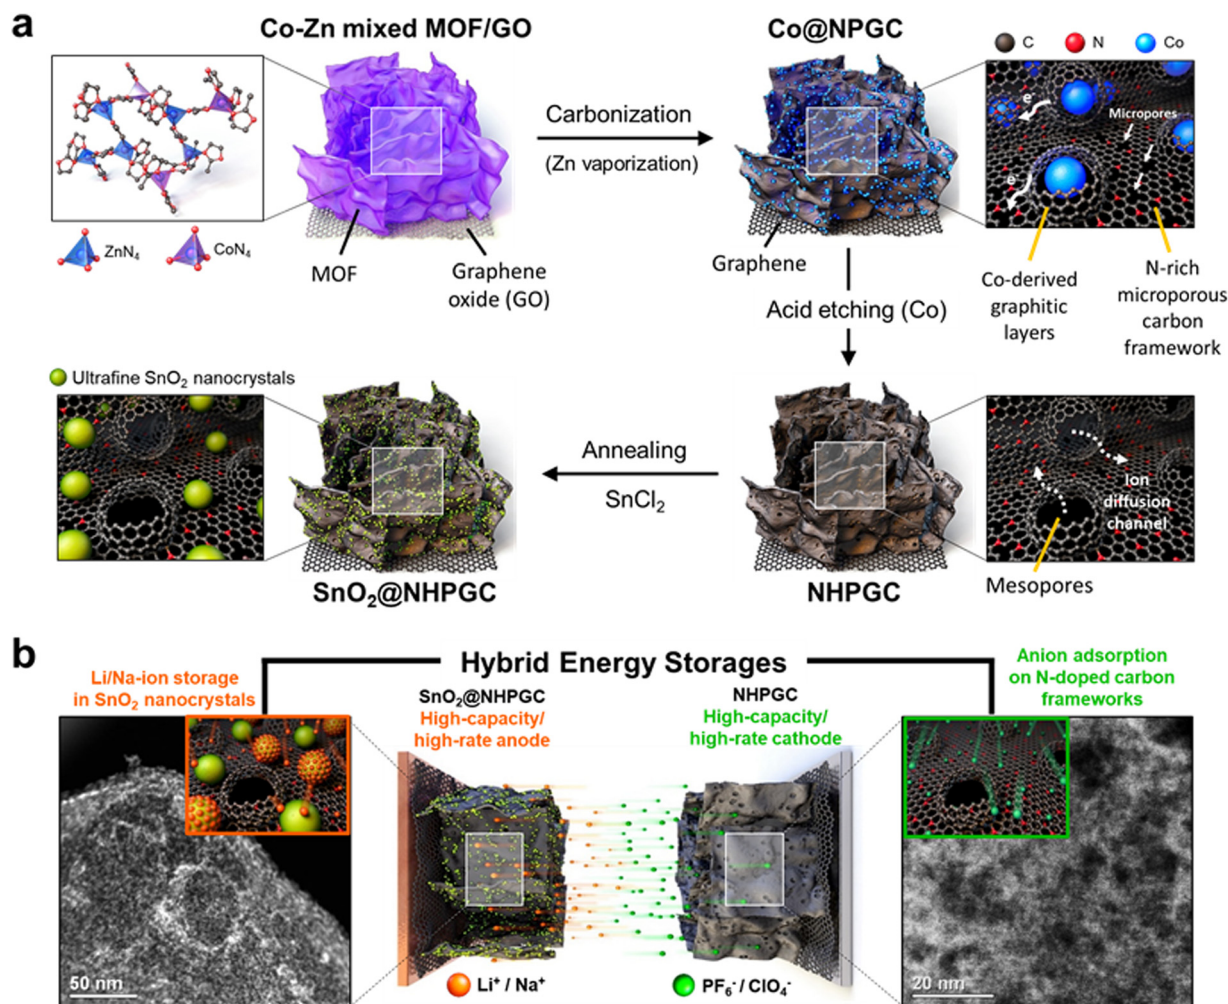 a
Co-Zn mixed MOF/GO
Co@NPGC
C
N
Co
Carbonization
(Zn vaporization)
e⁻
Micropores
e⁻
ZnN₄
CoN₄
MOF
Graphene
oxide (GO)
Graphene
Acid etching (Co)
Co-derived
graphitic
layers
N-rich
microporous
carbon
framework
Ultrafine SnO₂ nanocrystals
Annealing
SnCl₂
Ion
diffusion
channel
Mesopores
SnO₂@NHPGC
NHPGC
b
Hybrid Energy Storages
Li/Na-ion storage
in SnO₂ nanocrystals
SnO₂@NHPGC
High-capacity/
high-rate anode
NHPGC
High-capacity/
high-rate cathode
Anion adsorption
on N-doped carbon
frameworks
50 nm
Li⁺ / Na⁺
PF₆⁻ / ClO₄⁻
20 nm